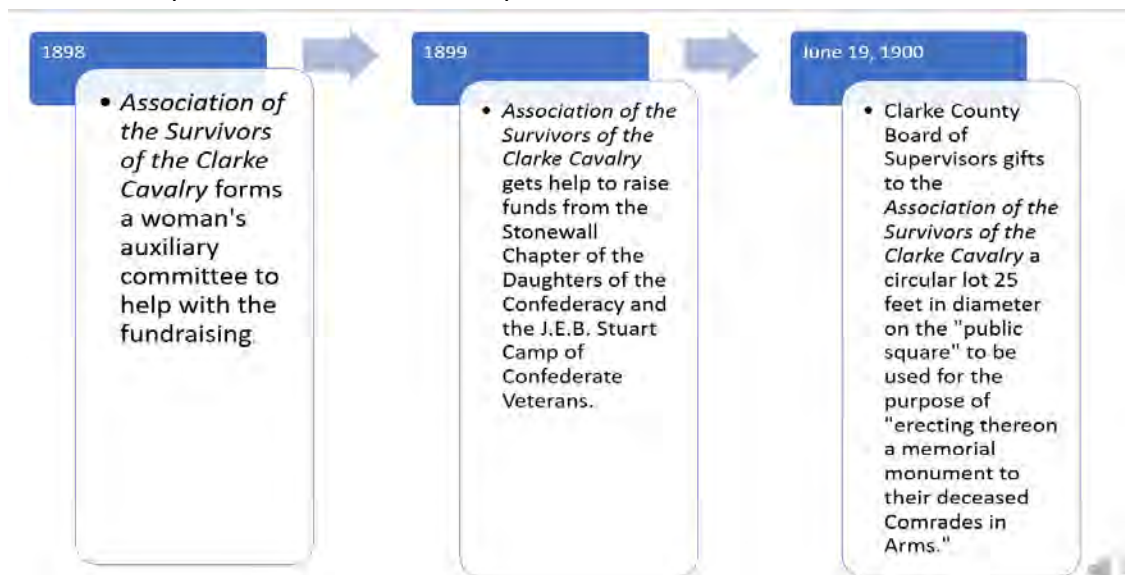 1898
• Association of
the Survivors
of the Clarke
Cavalry forms
a woman's
auxiliary
committee to
help with the
fundraising
1899
• Association of the
Survivors of the
Clarke Cavalry
gets help to raise
funds from the
Stonewall
Chapter of the
Daughters of the
Confederacy and
the J.E.B. Stuart
Camp of
Confederate
Veterans.
June 19, 1900
• Clarke County
Board of
Supervisors gifts
to the
Association of the
Survivors of the
Clarke Cavalry a
circular lot 25
feet in diameter
on the "public
square" to be
used for the
purpose of
"erecting thereon
a memorial
monument to
their deceased
Comrades in
Arms."